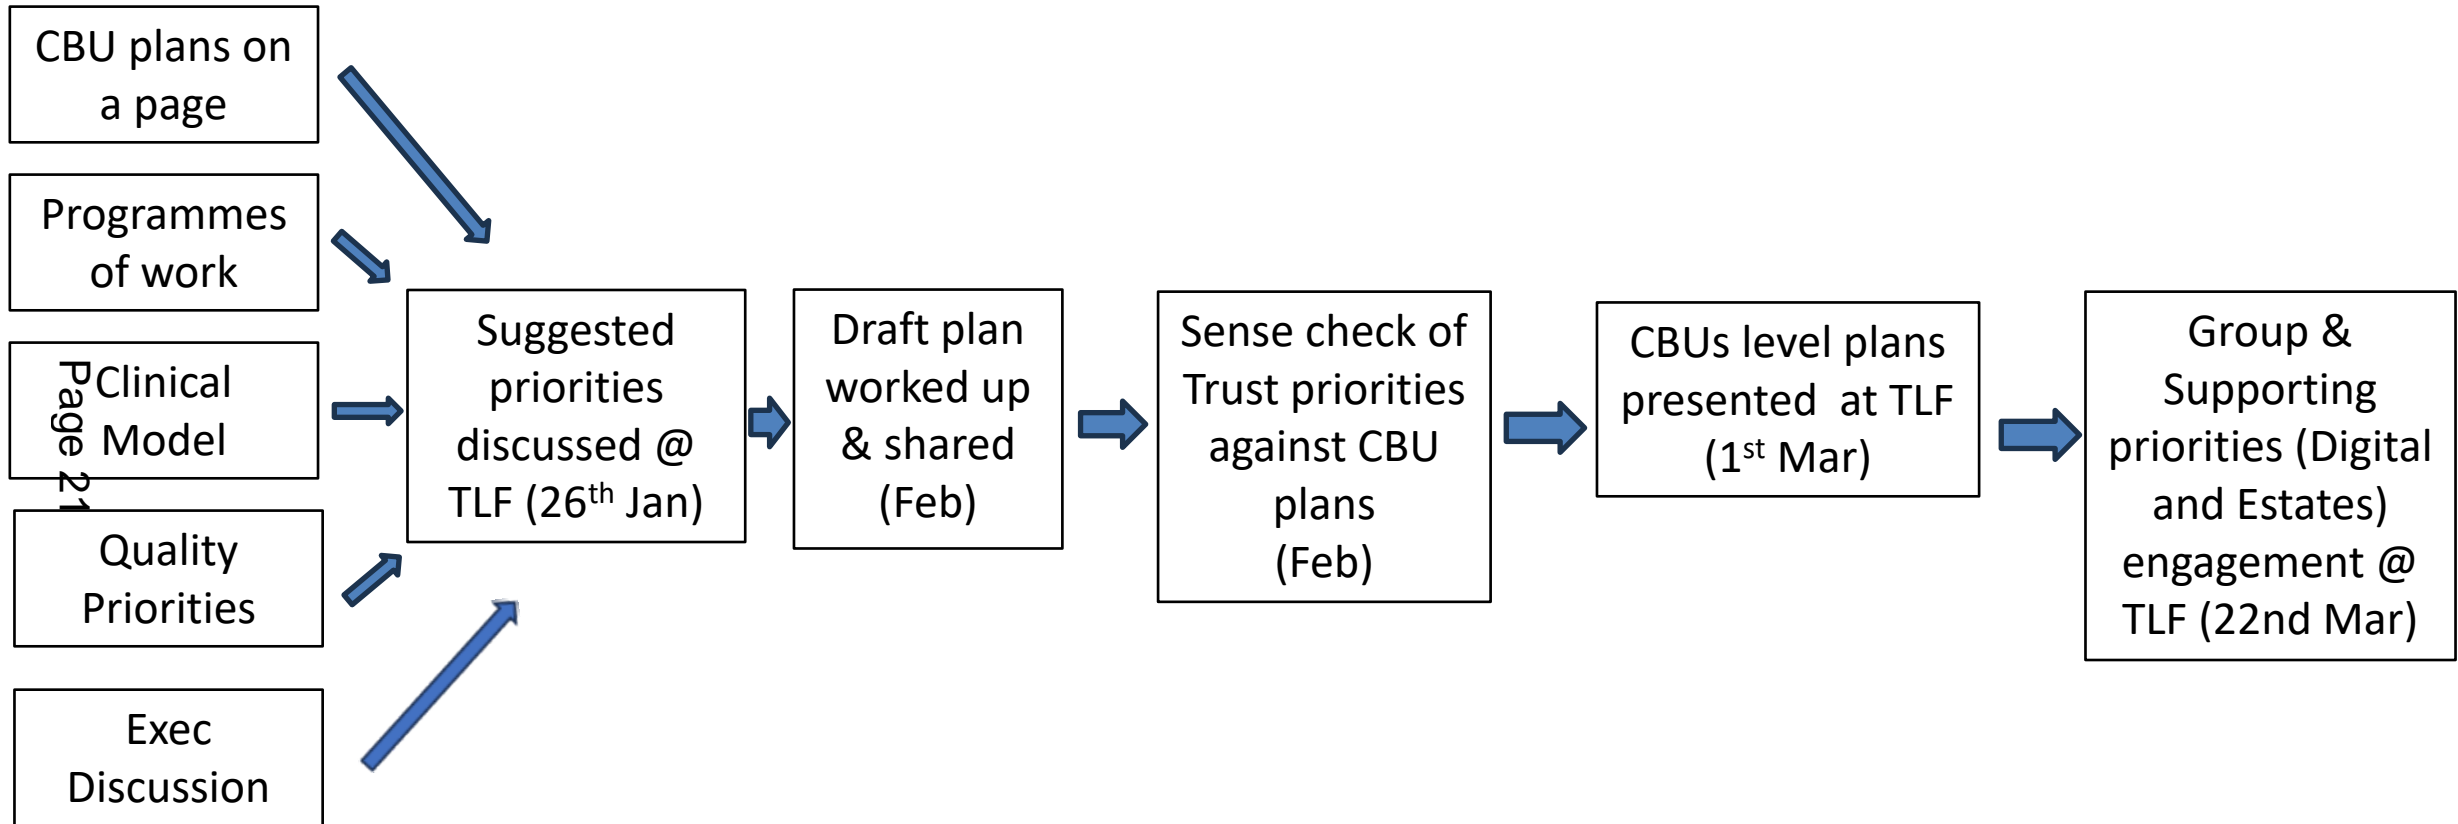 CBU plans on
a page
Programmes
of work
Clinical
Model
Quality
Priorities
Exec
Discussion
Page 21
Suggested
priorities
discussed @
TLF (26th Jan)
Draft plan
worked up
& shared
(Feb)
Sense check of
Trust priorities
against CBU
plans
(Feb)
CBUs level plans
presented at TLF
(1st Mar)
Group &
Supporting
priorities (Digital
and Estates)
engagement @
TLF (22nd Mar)